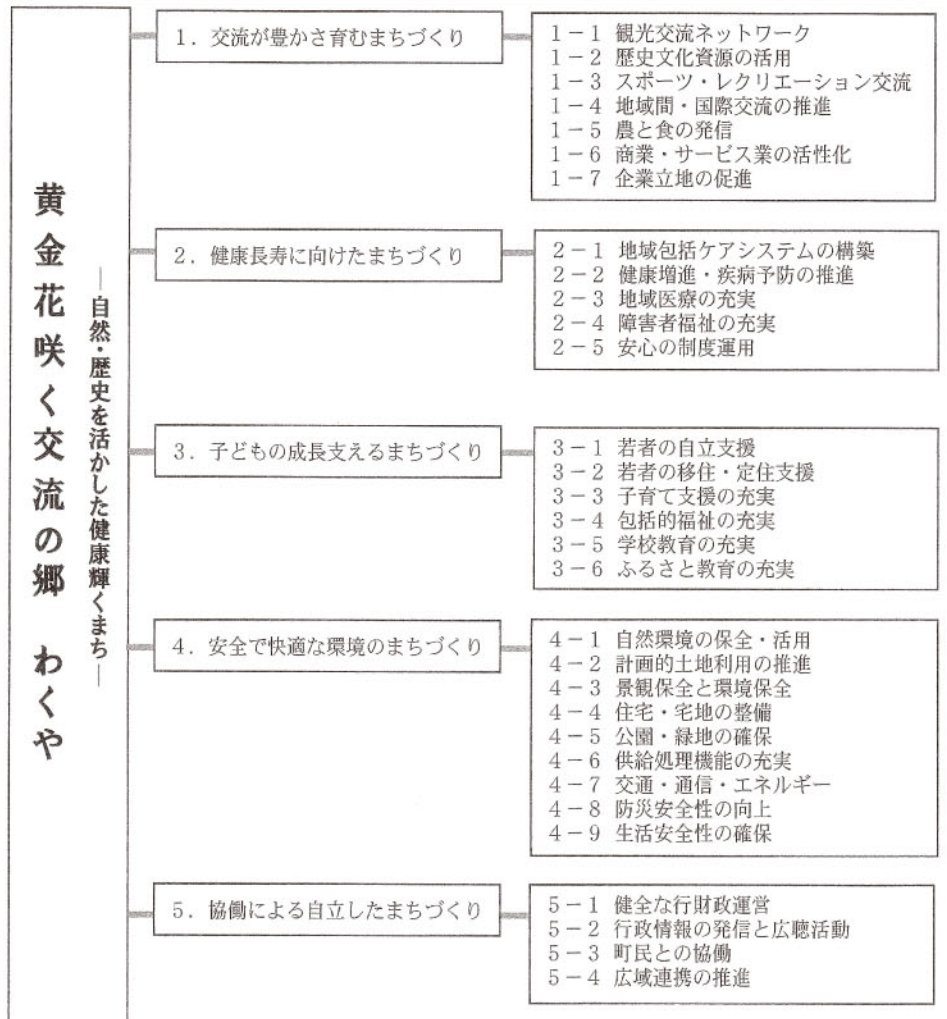 黄金花咲く交流の郷　わくや
―自然・歴史を活かした健康輝くまち―
1．交流が豊かさ育むまちづくり
1－1 観光交流ネットワーク
1－2 歴史文化資源の活用
1－3 スポーツ・レクリエーション交流
1－4 地域間・国際交流の推進
1－5 農と食の発信
1－6 商業・サービス業の活性化
1－7 企業立地の促進
2．健康長寿に向けたまちづくり
2－1 地域包括ケアシステムの構築
2－2 健康増進・疾病予防の推進
2－3 地域医療の充実
2－4 障害者福祉の充実
2－5 安心の制度運用
3．子どもの成長支えるまちづくり
3－1 若者の自立支援
3－2 若者の移住・定住支援
3－3 子育て支援の充実
3－4 包括的福祉の充実
3－5 学校教育の充実
3－6 ふるさと教育の充実
4．安全で快適な環境のまちづくり
4－1 自然環境の保全・活用
4－2 計画的土地利用の推進
4－3 景観保全と環境保全
4－4 住宅・宅地の整備
4－5 公園・緑地の確保
4－6 供給処理機能の充実
4－7 交通・通信・エネルギー
4－8 防災安全性の向上
4－9 生活安全性の確保
5．協働による自立したまちづくり
5－1 健全な行財政運営
5－2 行政情報の発信と広聴活動
5－3 町民との協働
5－4 広域連携の推進